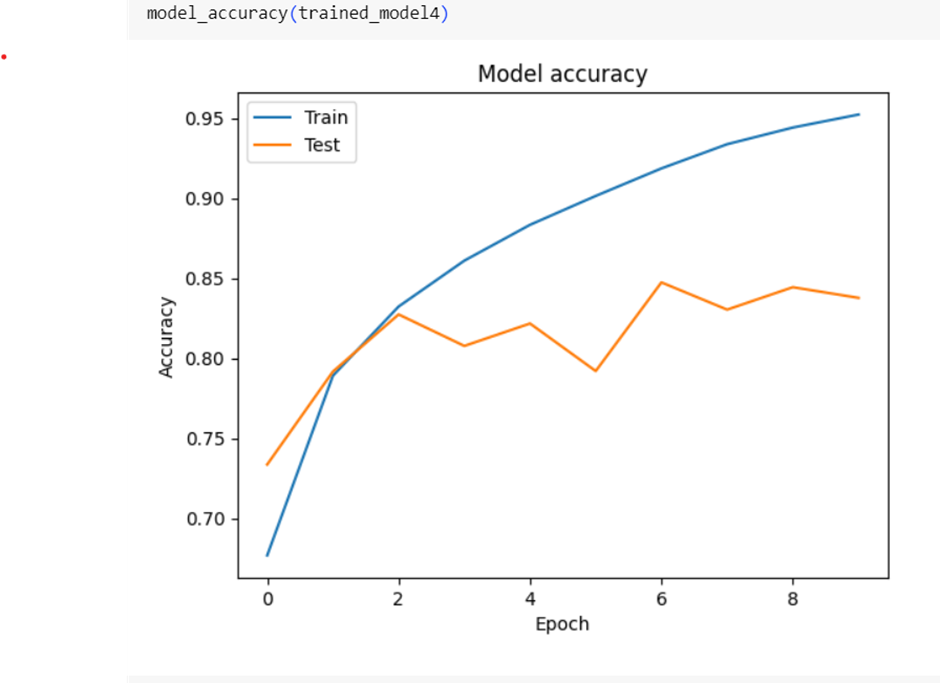 model_accuracy(trained_model4)
Model accuracy
Train
Test
0.95
0.90
0.85
0.80
0.75
0.70
Accuracy
0 2 4 6 8
Epoch